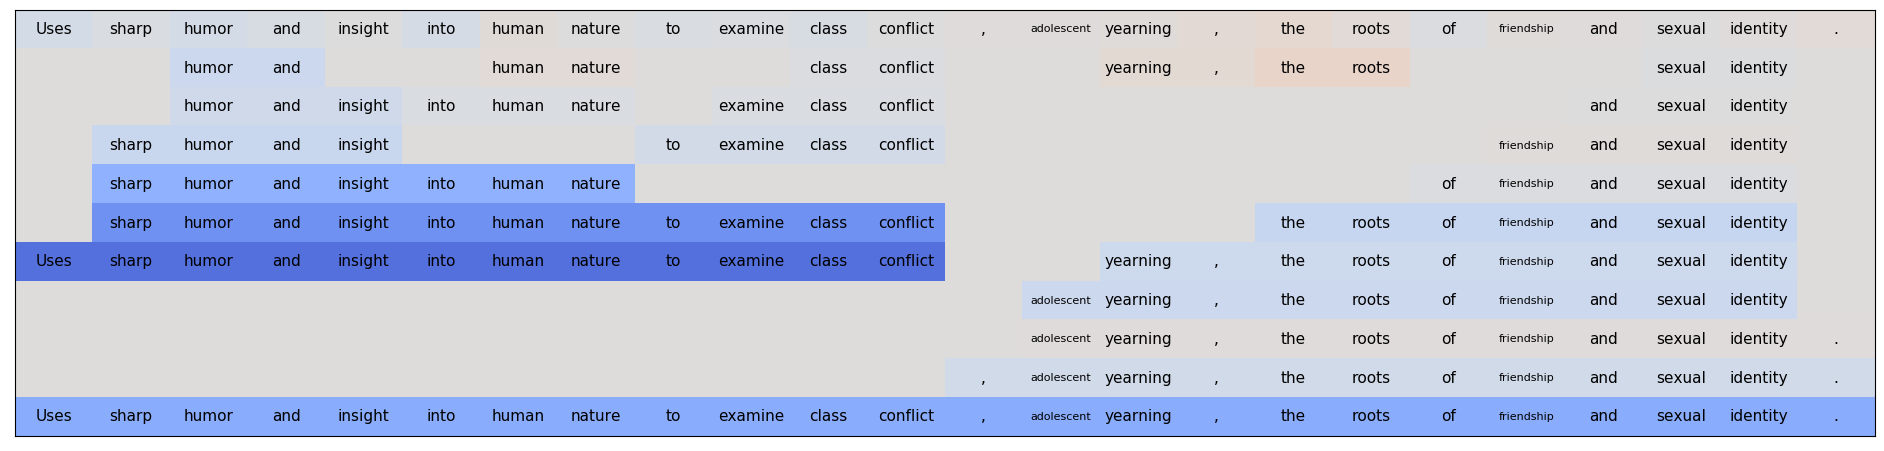 Uses sharp humor and insight into human nature to examine class conflict , adolescent yearning , the roots of friendship and sexual identity .
humor and human nature class conflict yearning , the roots sexual identity
humor and insight into human nature examine class conflict and sexual identity
sharp humor and insight to examine class conflict friendship and sexual identity
sharp humor and insight into human nature of friendship and sexual identity
sharp humor and insight into human nature to examine class conflict the roots of friendship and sexual identity
Uses sharp humor and insight into human nature to examine class conflict yearning , the roots of friendship and sexual identity
adolescent yearning , the roots of friendship and sexual identity
adolescent yearning , the roots of friendship and sexual identity .
, adolescent yearning , the roots of friendship and sexual identity .
Uses sharp humor and insight into human nature to examine class conflict , adolescent yearning , the roots of friendship and sexual identity .